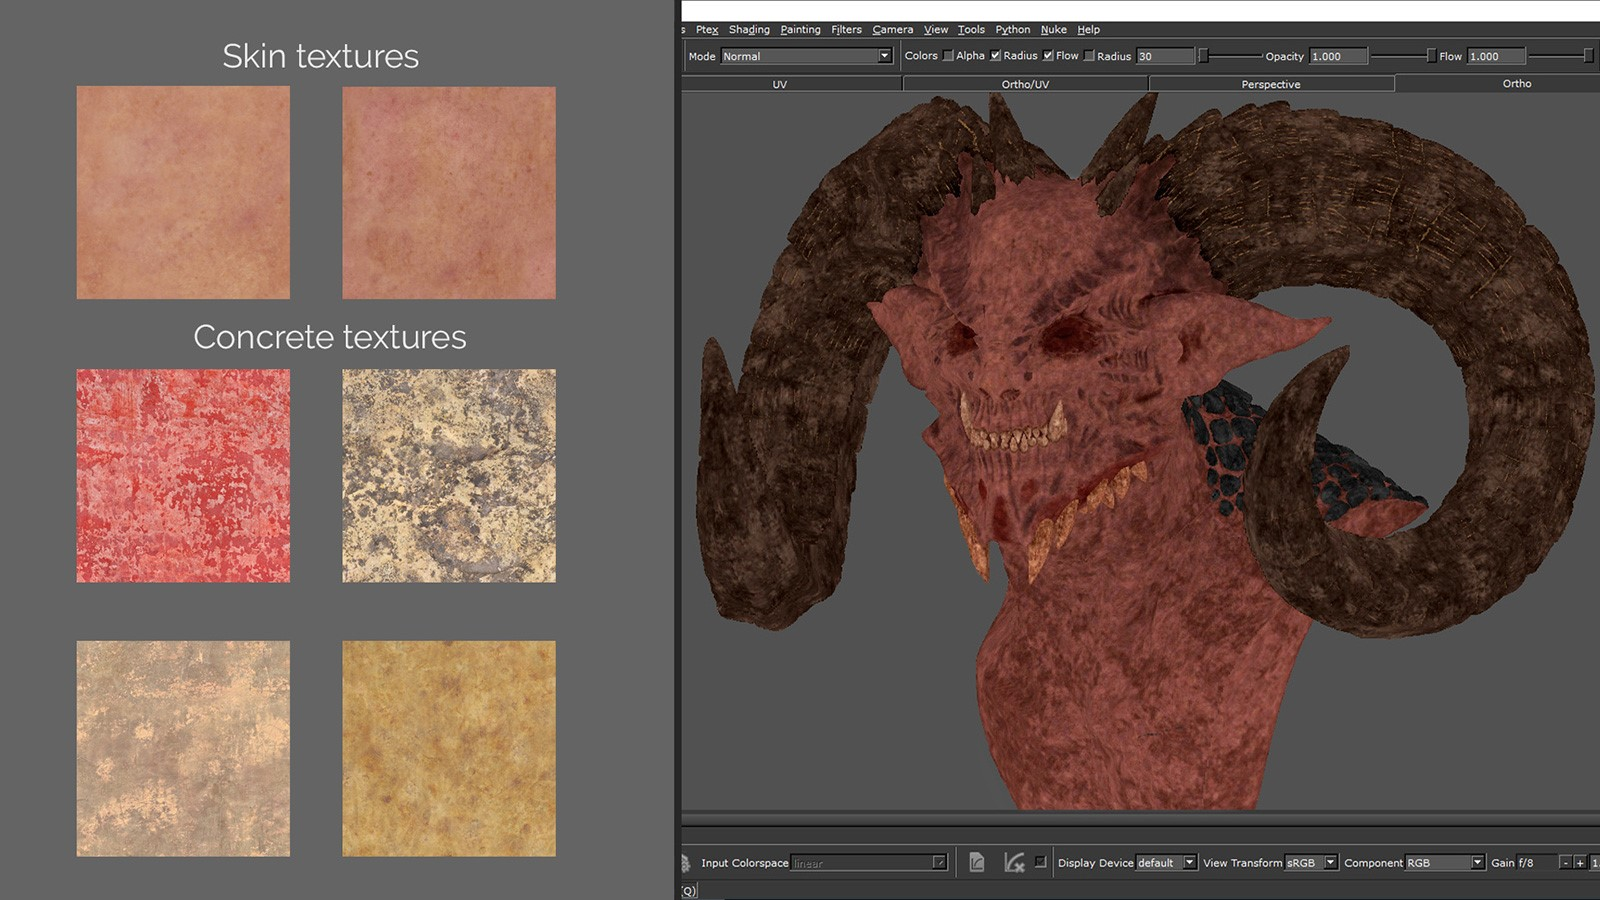 Skin textures
Concrete textures
s Ptex Shading Painting Filters Camera View Tools Python Nuke Help
Mode Normal Colors Alpha Radius Flow Radius 30 Opacity 1.000 Flow 1.000
UV Ortho/UV Perspective Ortho
Input Colorspace linear Display Device default View Transform sRGB Component RGB Gain f/8 - + 1.
(Q)